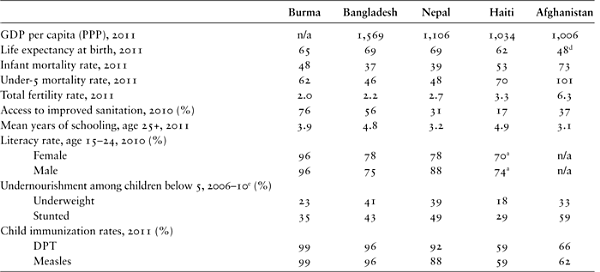 Burma Bangladesh Nepal Haiti Afghanistan
GDP per capita (PPP), 2011 n/a 1,569 1,106 1,034 1,006
Life expectancy at birth, 2011 65 69 69 62 48d
Infant mortality rate, 2011 48 37 39 53 73
Under-5 mortality rate, 2011 62 46 48 70 101
Total fertility rate, 2011 2.0 2.2 2.7 3.3 6.3
Access to improved sanitation, 2010 (%) 76 56 31 17 37
Mean years of schooling, age 25+, 2011 3.9 4.8 3.2 4.9 3.1
Literacy rate, age 15–24, 2010 (%)
Female 96 78 78 70a n/a
Male 96 75 88 74a n/a
Undernourishment among children below 5, 2006–10c (%)
Underweight 23 41 39 18 33
Stunted 35 43 49 29 59
Child immunization rates, 2011 (%)
DPT 99 96 92 59 66
Measles 99 96 88 59 62